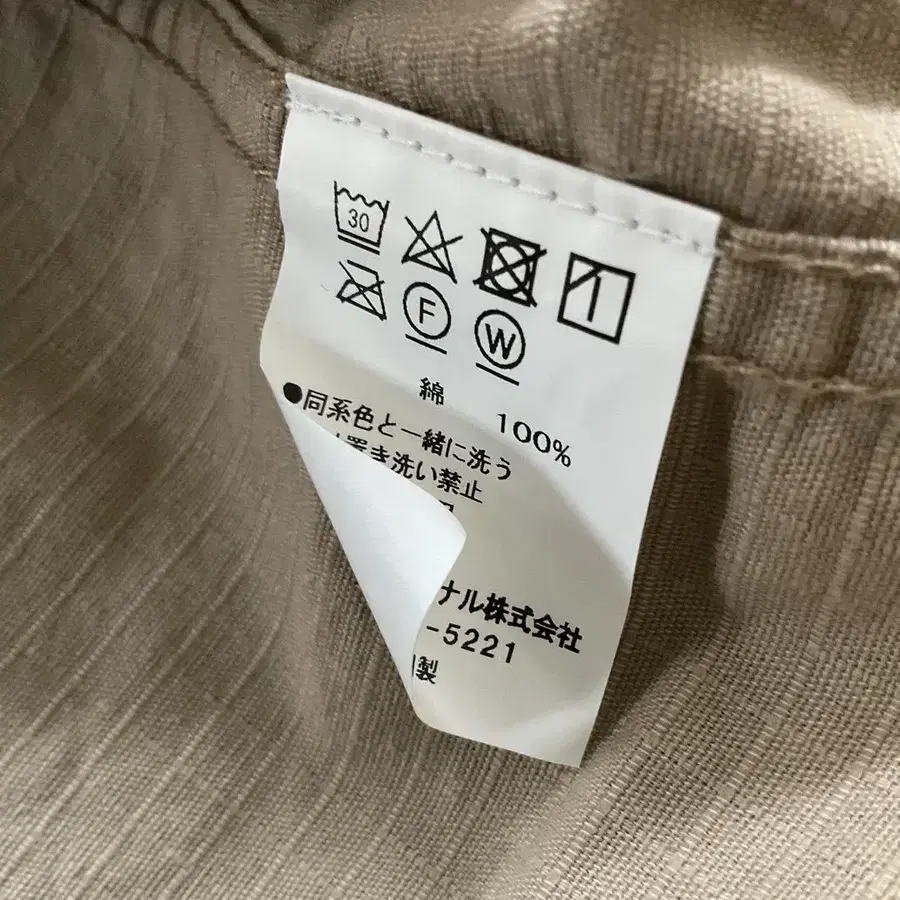 30
F
W
綿 100%
●同系色と一緒に洗う
置き洗い禁止
ナル株式会社
-5221
製